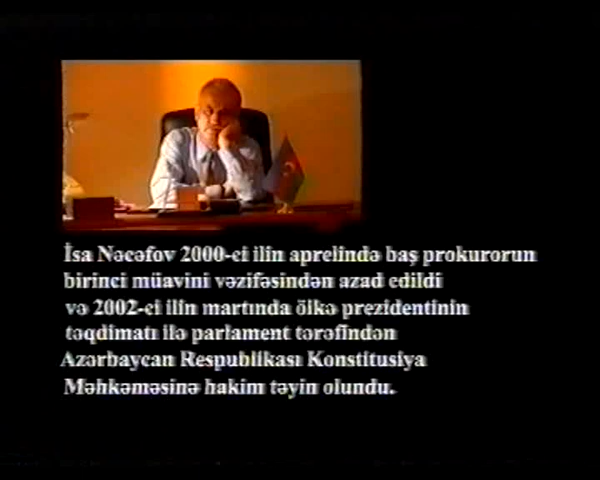 İsa Nəcəfov 2000-ci ilin aprelində baş prokurorun
birinci müavini vəzifəsindən azad edildi
və 2002-ci ilin martında ölkə prezidentinin
təqdimatı ilə parlament tərəfindən
Azərbaycan Respublikası Konstitusiya
Məhkəməsinə hakim təyin olundu.